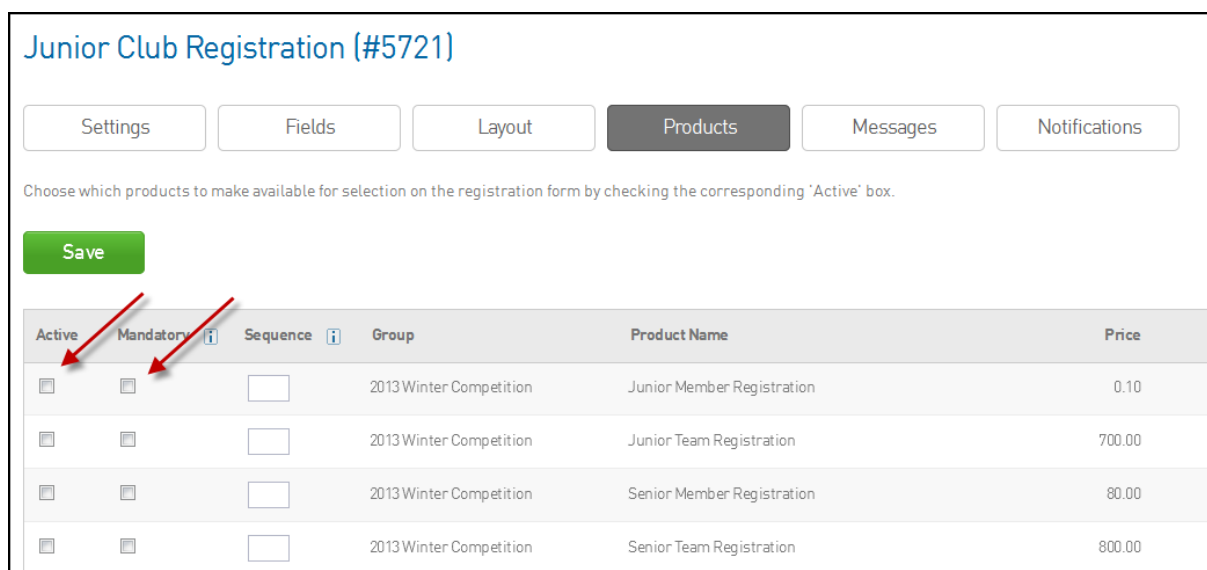 Junior Club Registration (#5721)
Settings Fields Layout Products Messages Notifications
Choose which products to make available for selection on the registration form by checking the corresponding 'Active' box.
Save
Active Mandatory i Sequence i Group Product Name Price
2013 Winter Competition Junior Member Registration 0.10
2013 Winter Competition Junior Team Registration 700.00
2013 Winter Competition Senior Member Registration 80.00
2013 Winter Competition Senior Team Registration 800.00